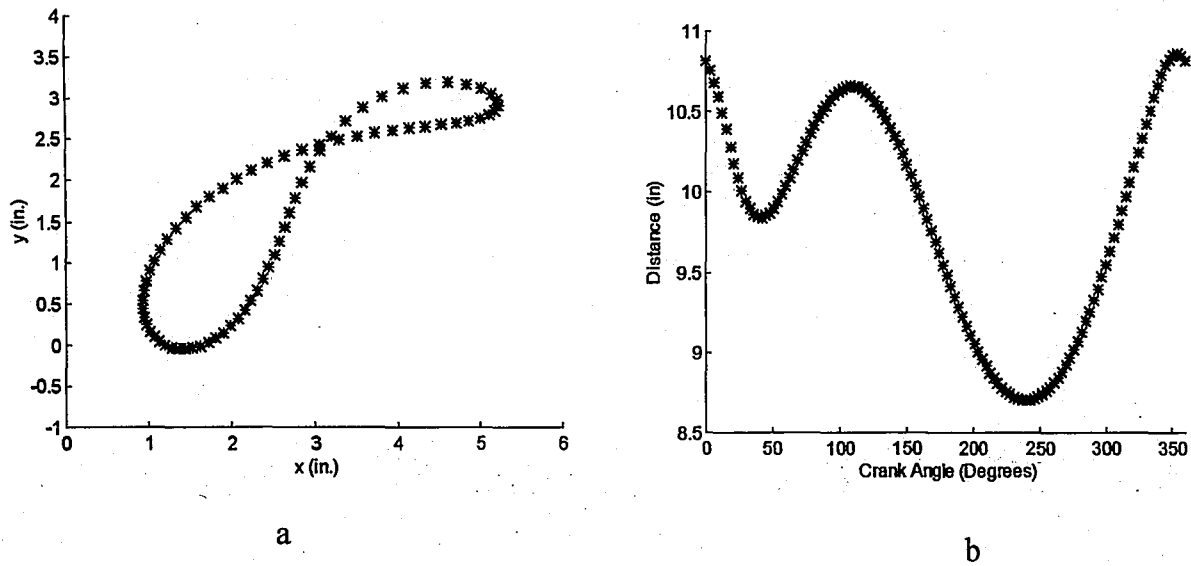 4
3.5
3
2.5
2
1.5
1
0.5
0
-0.5
-1
y (in.)
0 1 2 3 4 5 6
x (in.)
a
11
10.5
10
9.5
9
8.5
Distance (in)
0 50 100 150 200 250 300 350
Crank Angle (Degrees)
b